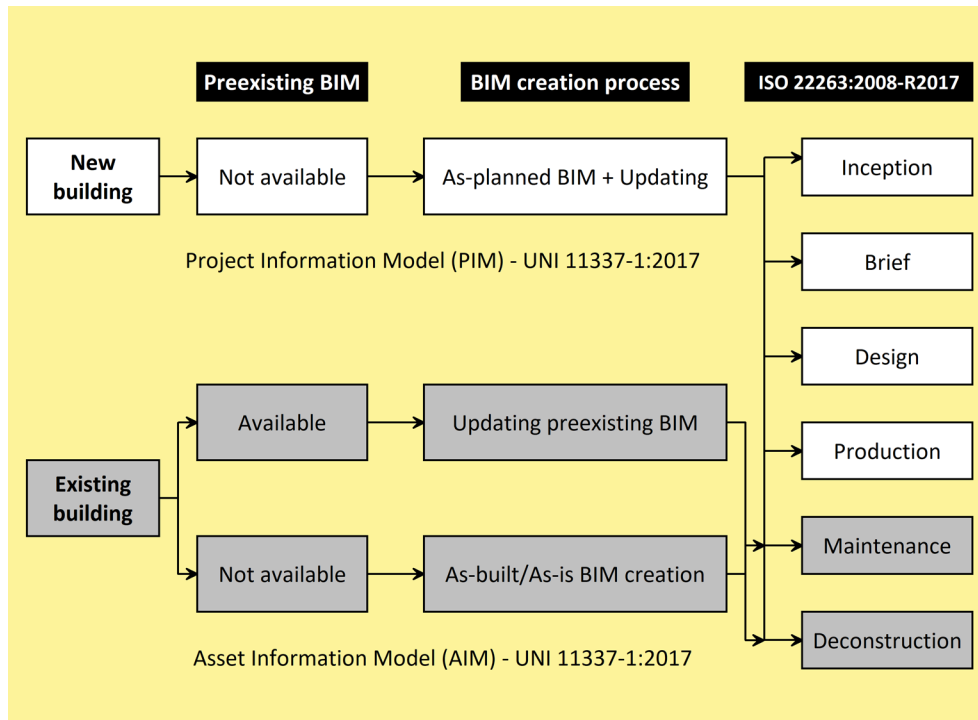 Preexisting BIM
BIM creation process
ISO 22263:2008-R2017
New
building
Not available
As-planned BIM + Updating
Inception
Project Information Model (PIM) - UNI 11337-1:2017
Brief
Design
Available
Updating preexisting BIM
Production
Existing
building
Not available
As-built/As-is BIM creation
Maintenance
Asset Information Model (AIM) - UNI 11337-1:2017
Deconstruction